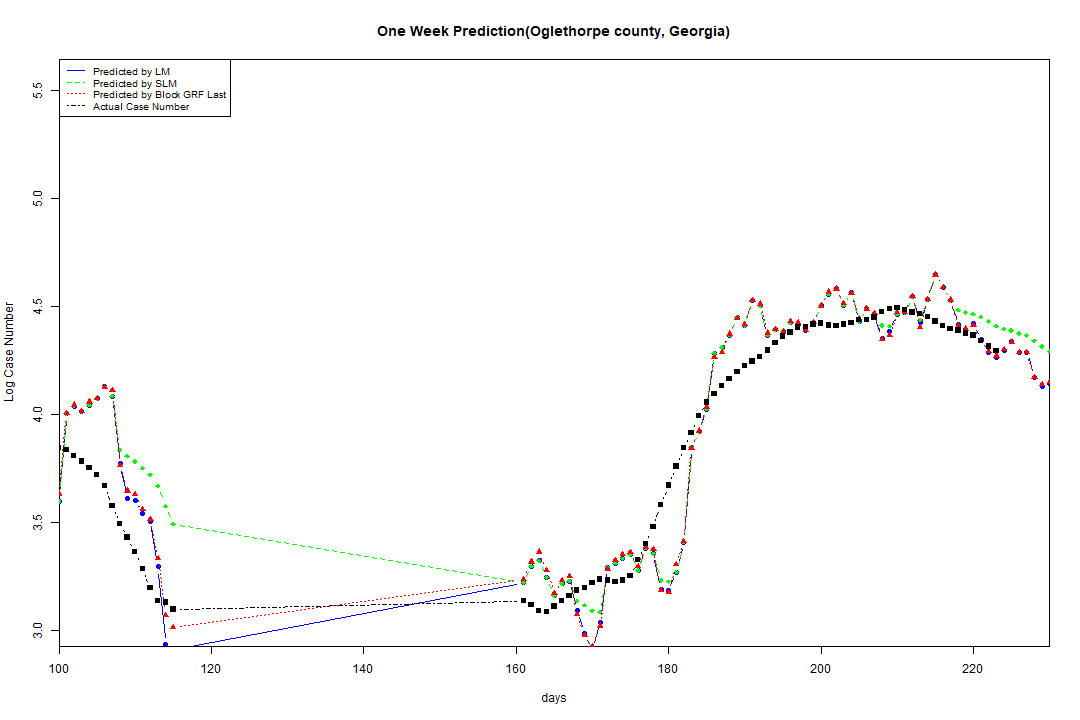 One Week Prediction(Oglethorpe county, Georgia)
Predicted by LM
Predicted by SLM
Predicted by Block GRF Last
Actual Case Number
5.5
5.0
4.5
4.0
3.5
3.0
Log Case Number
100 120 140 160 180 200 220
days